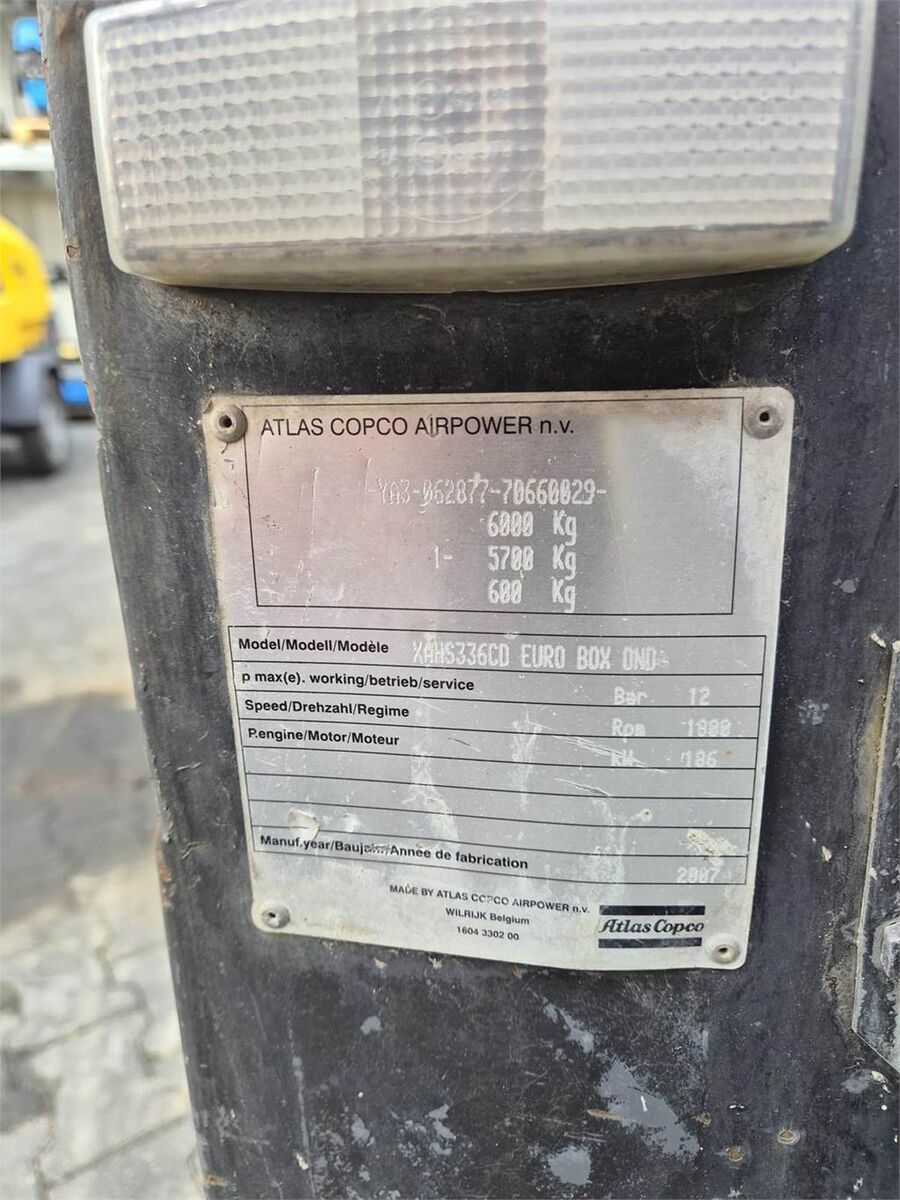 ATLAS COPCO AIRPOWER n.v.
-YA3-062877-70660029-
6000 Kg
1- 5700 Kg
600 Kg
Model/Modell/Modèle XAHS336CD EURO BOX DND
p max(e). working/betrieb/service Bar 12
Speed/Drehzahl/Regime Rpm 1800
P.engine/Motor/Moteur kW 186
Manuf.year/Baujahr/Année de fabrication 2007
MADE BY ATLAS COPCO AIRPOWER n.v.
WILRIJK Belgium
1604 3302 00
Atlas Copco